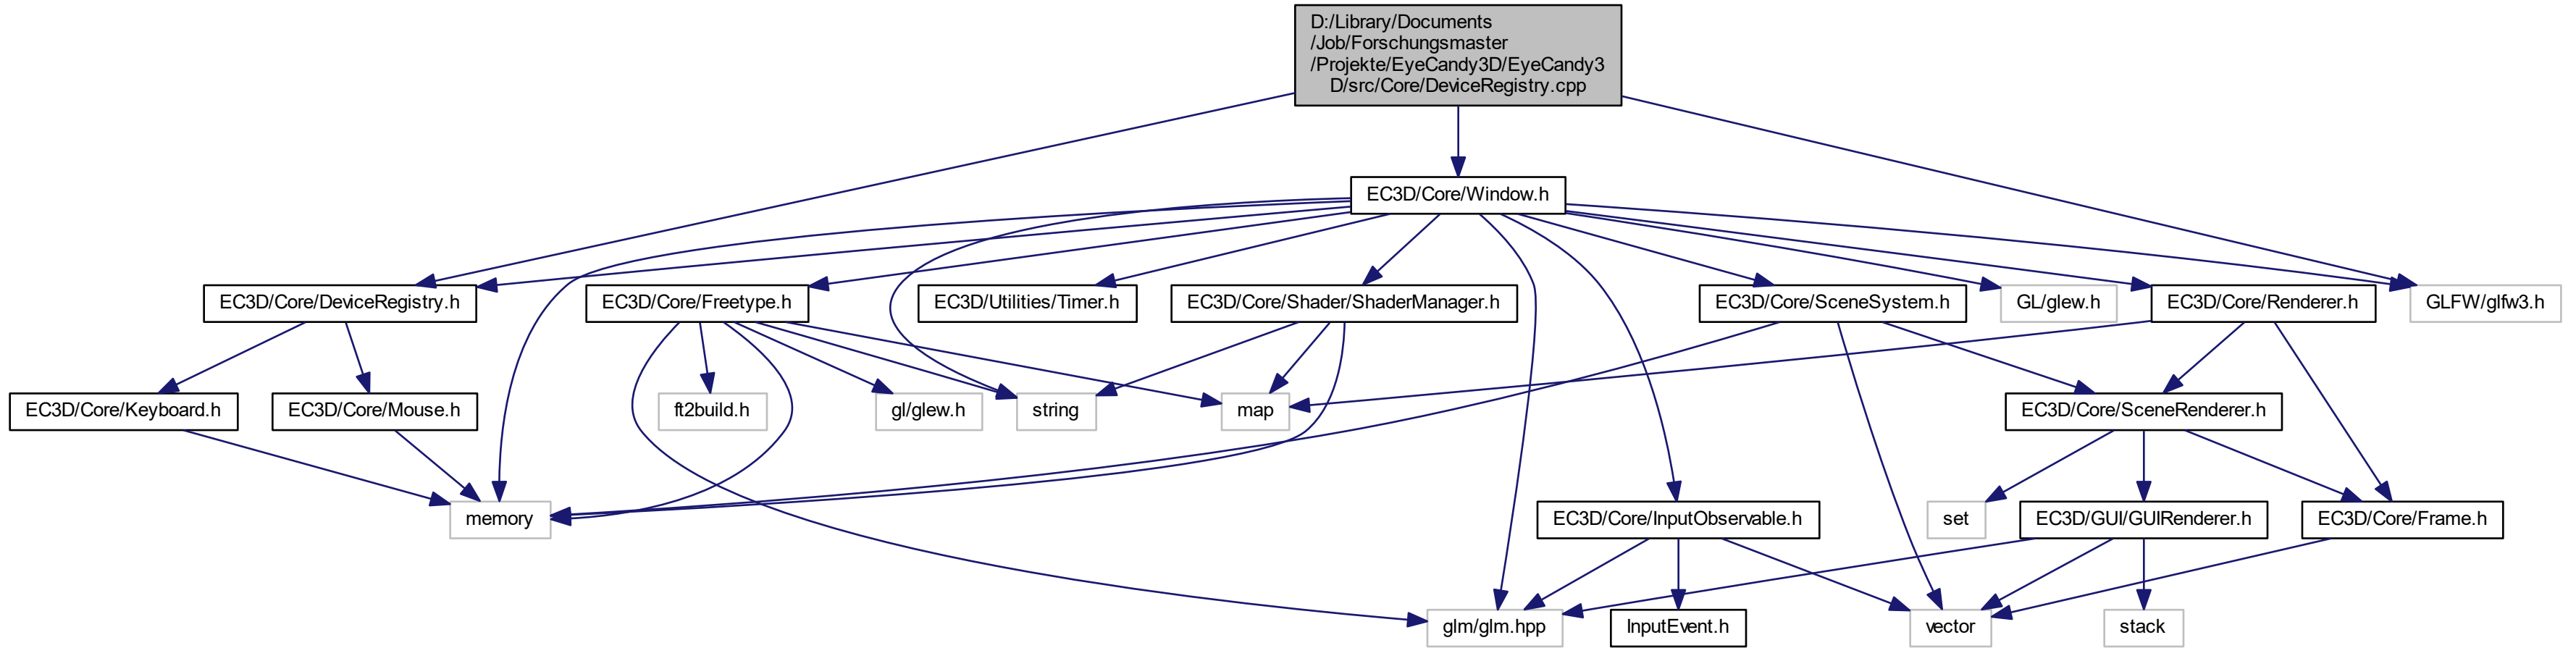 D:/Library/Documents
/Job/Forschungsmaster
/Projekte/EyeCandy3D/EyeCandy3
D/src/Core/DeviceRegistry.cpp
EC3D/Core/Window.h
EC3D/Core/DeviceRegistry.h
EC3D/Core/Freetype.h
EC3D/Utilities/Timer.h
EC3D/Core/Shader/ShaderManager.h
EC3D/Core/SceneSystem.h
GL/glew.h
EC3D/Core/Renderer.h
GLFW/glfw3.h
EC3D/Core/Keyboard.h
EC3D/Core/Mouse.h
ft2build.h
gl/glew.h
string
map
EC3D/Core/SceneRenderer.h
memory
EC3D/Core/InputObservable.h
set
EC3D/GUI/GUIRenderer.h
EC3D/Core/Frame.h
glm/glm.hpp
InputEvent.h
vector
stack